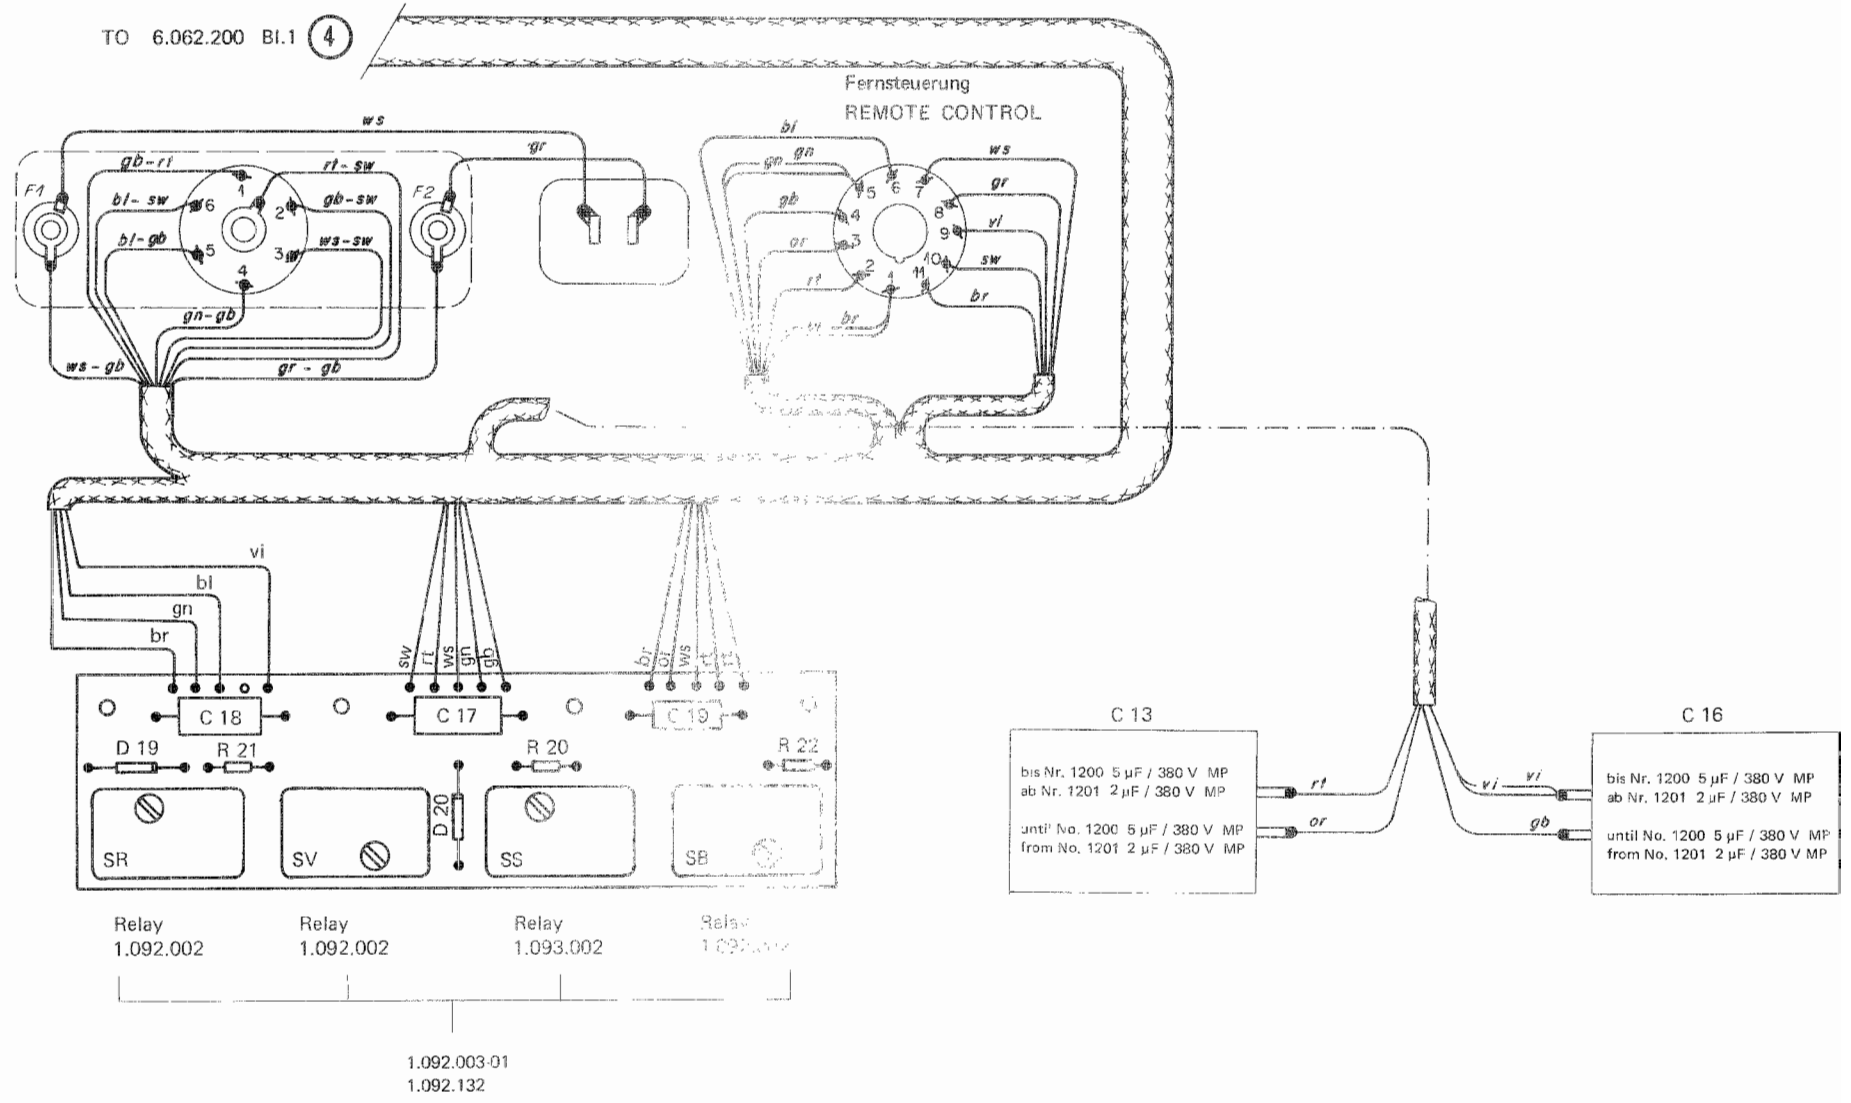 TO 6.062.200 Bl.1 4
Fernsteuerung
REMOTE CONTROL
ws
gr
F1
F2
gb-rt
bl-sw
bl-gb
gn-gb
rt-sw
gb-sw
ws-sw
ws-gb
gr-gb
1
2
3
4
5
6
bl
gn gn
gb
or
rt
br
ws
gr
vi
sw
br
1
2
3
4
5
6
7
8
9
10
11
vi
bl
gn
br
sw
rt
ws
gn
gb
br
or
ws
rt
rt
C 18
C 17
C 19
D 19
R 21
R 20
R 22
D 20
SR
SV
SS
SB
Relay
1.092.002
Relay
1.092.002
Relay
1.093.002
Relay
1.092.003-01
1.092.132
C 13
bis Nr. 1200 5 µF / 380 V MP
ab Nr. 1201 2 µF / 380 V MP
until No. 1200 5 µF / 380 V MP
from No. 1201 2 µF / 380 V MP
rt
or
C 16
vi
vi
gb
bis Nr. 1200 5 µF / 380 V MP
ab Nr. 1201 2 µF / 380 V MP
until No. 1200 5 µF / 380 V MP
from No. 1201 2 µF / 380 V MP